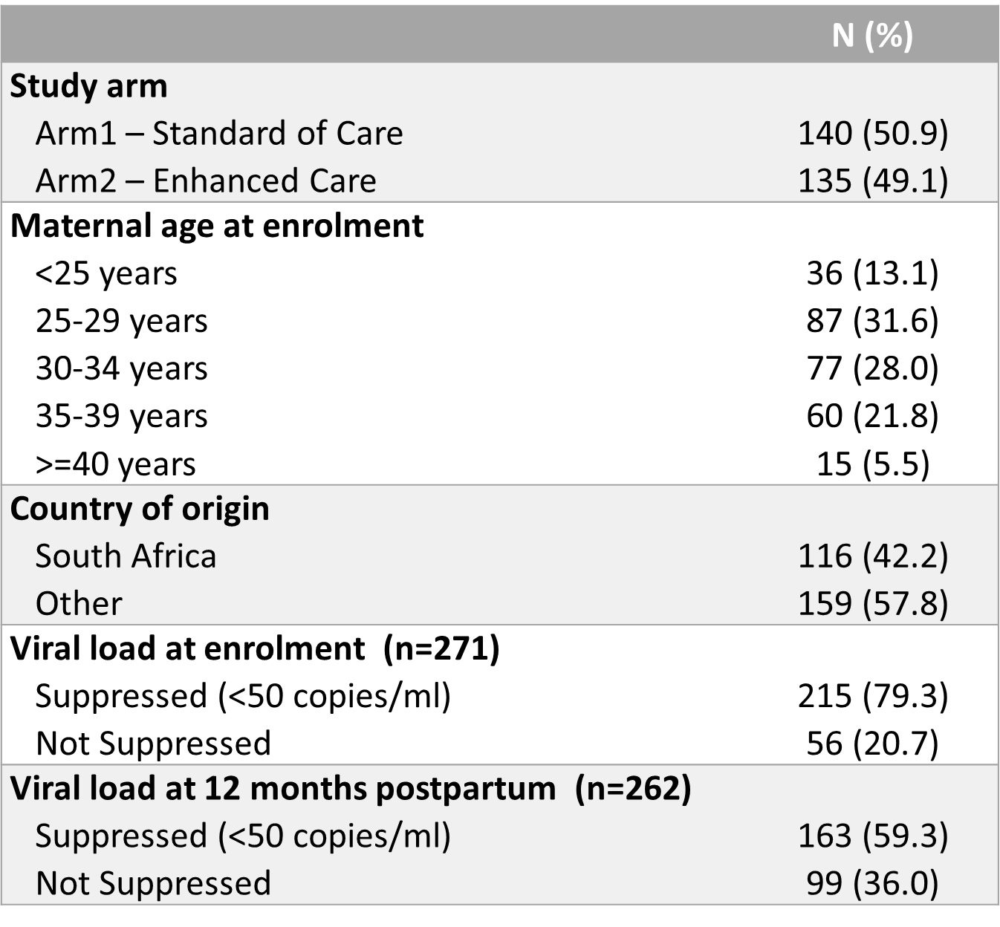 N (%)
Study arm
Arm1 – Standard of Care 140 (50.9)
Arm2 – Enhanced Care 135 (49.1)
Maternal age at enrolment
<25 years 36 (13.1)
25-29 years 87 (31.6)
30-34 years 77 (28.0)
35-39 years 60 (21.8)
>=40 years 15 (5.5)
Country of origin
South Africa 116 (42.2)
Other 159 (57.8)
Viral load at enrolment (n=271)
Suppressed (<50 copies/ml) 215 (79.3)
Not Suppressed 56 (20.7)
Viral load at 12 months postpartum (n=262)
Suppressed (<50 copies/ml) 163 (59.3)
Not Suppressed 99 (36.0)